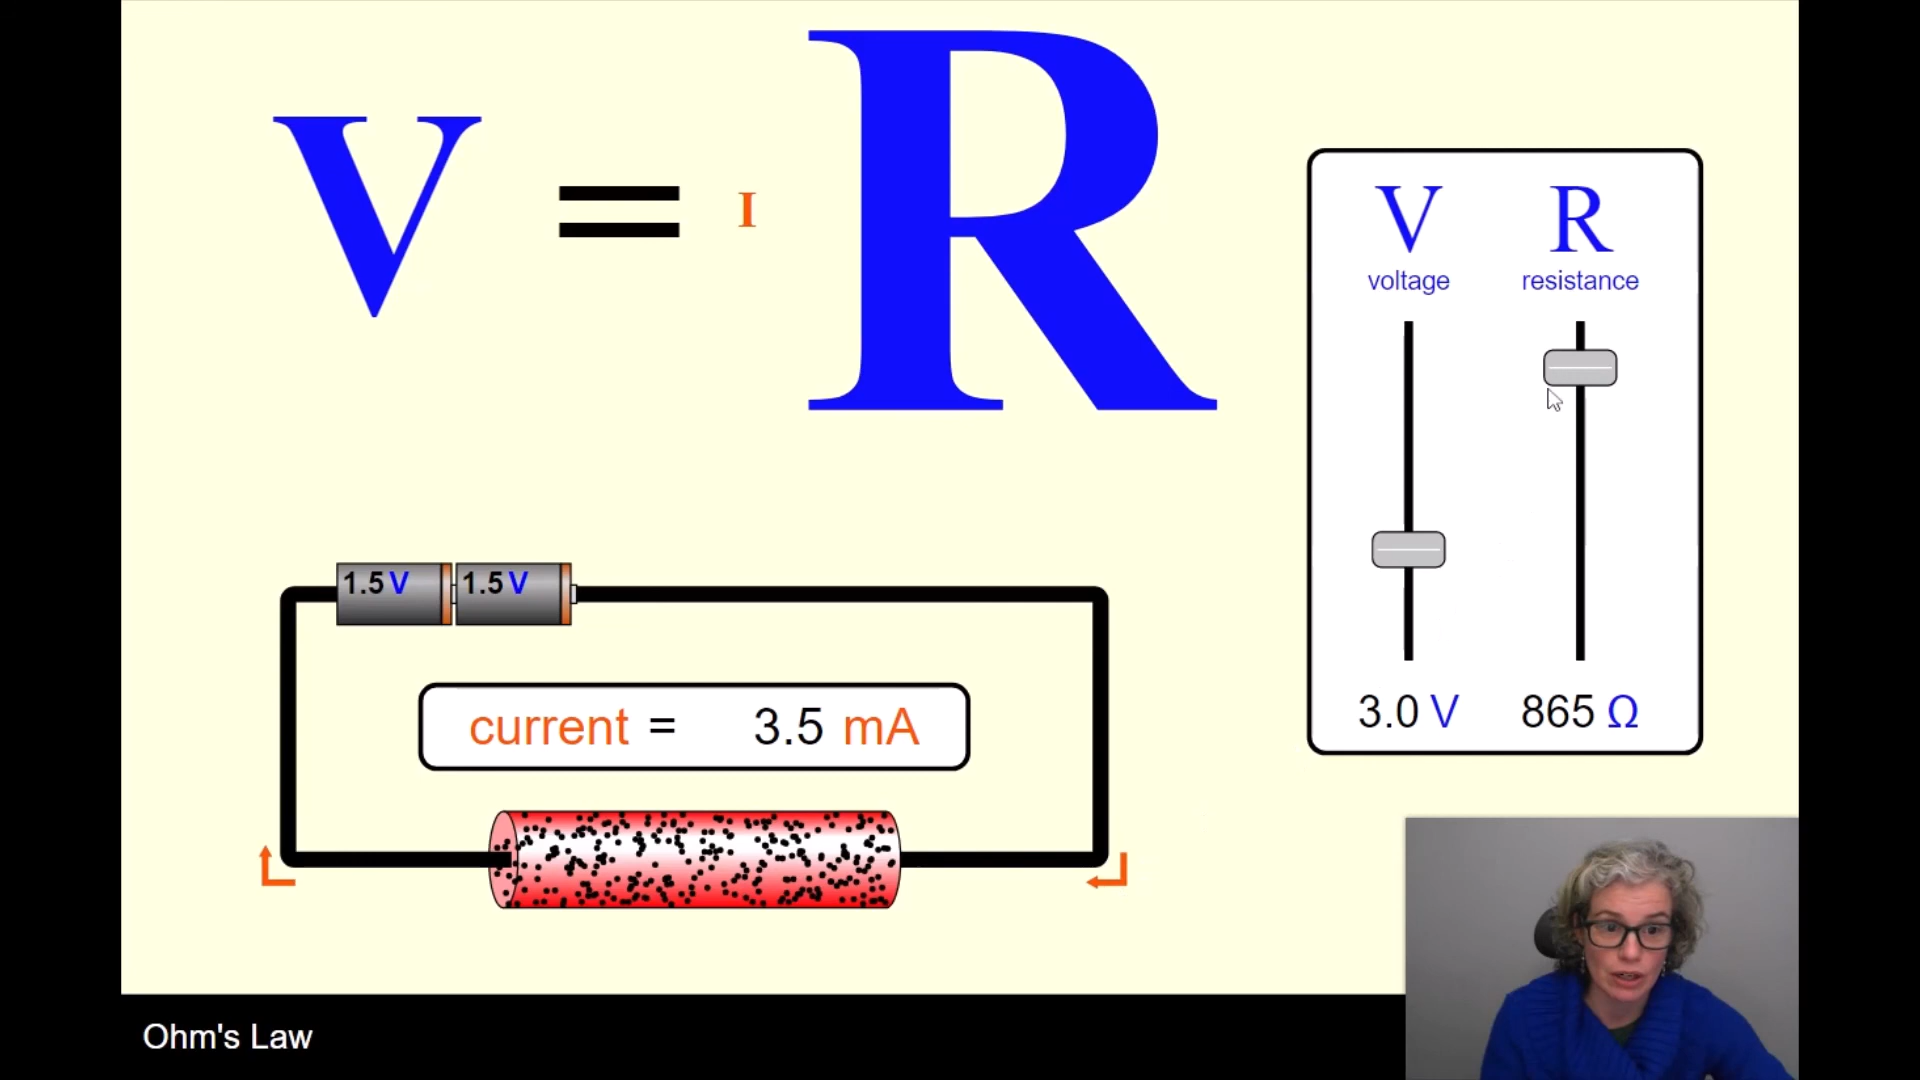 V = I R
V R
voltage resistance
3.0 V 865 Ω
1.5 V 1.5 V
current = 3.5 mA
Ohm's Law